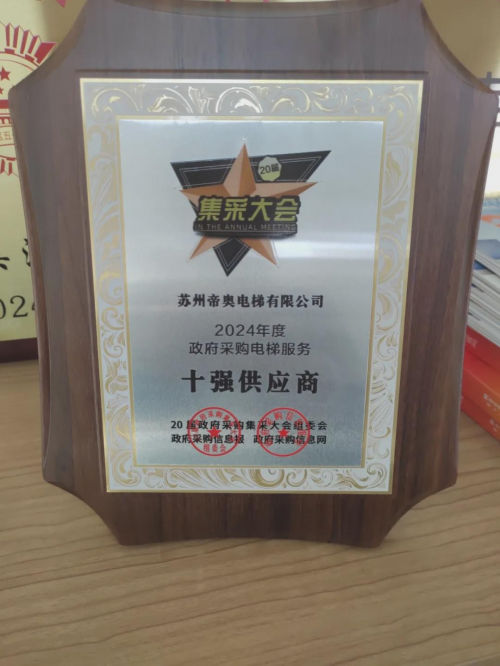 20届
集采大会
IN THE ANNUAL MEETING
苏州帝奥电梯有限公司
2024年度
政府采购电梯服务
十强供应商
20届政府采购集采大会组委会
政府采购信息报 政府采购信息网
组委会